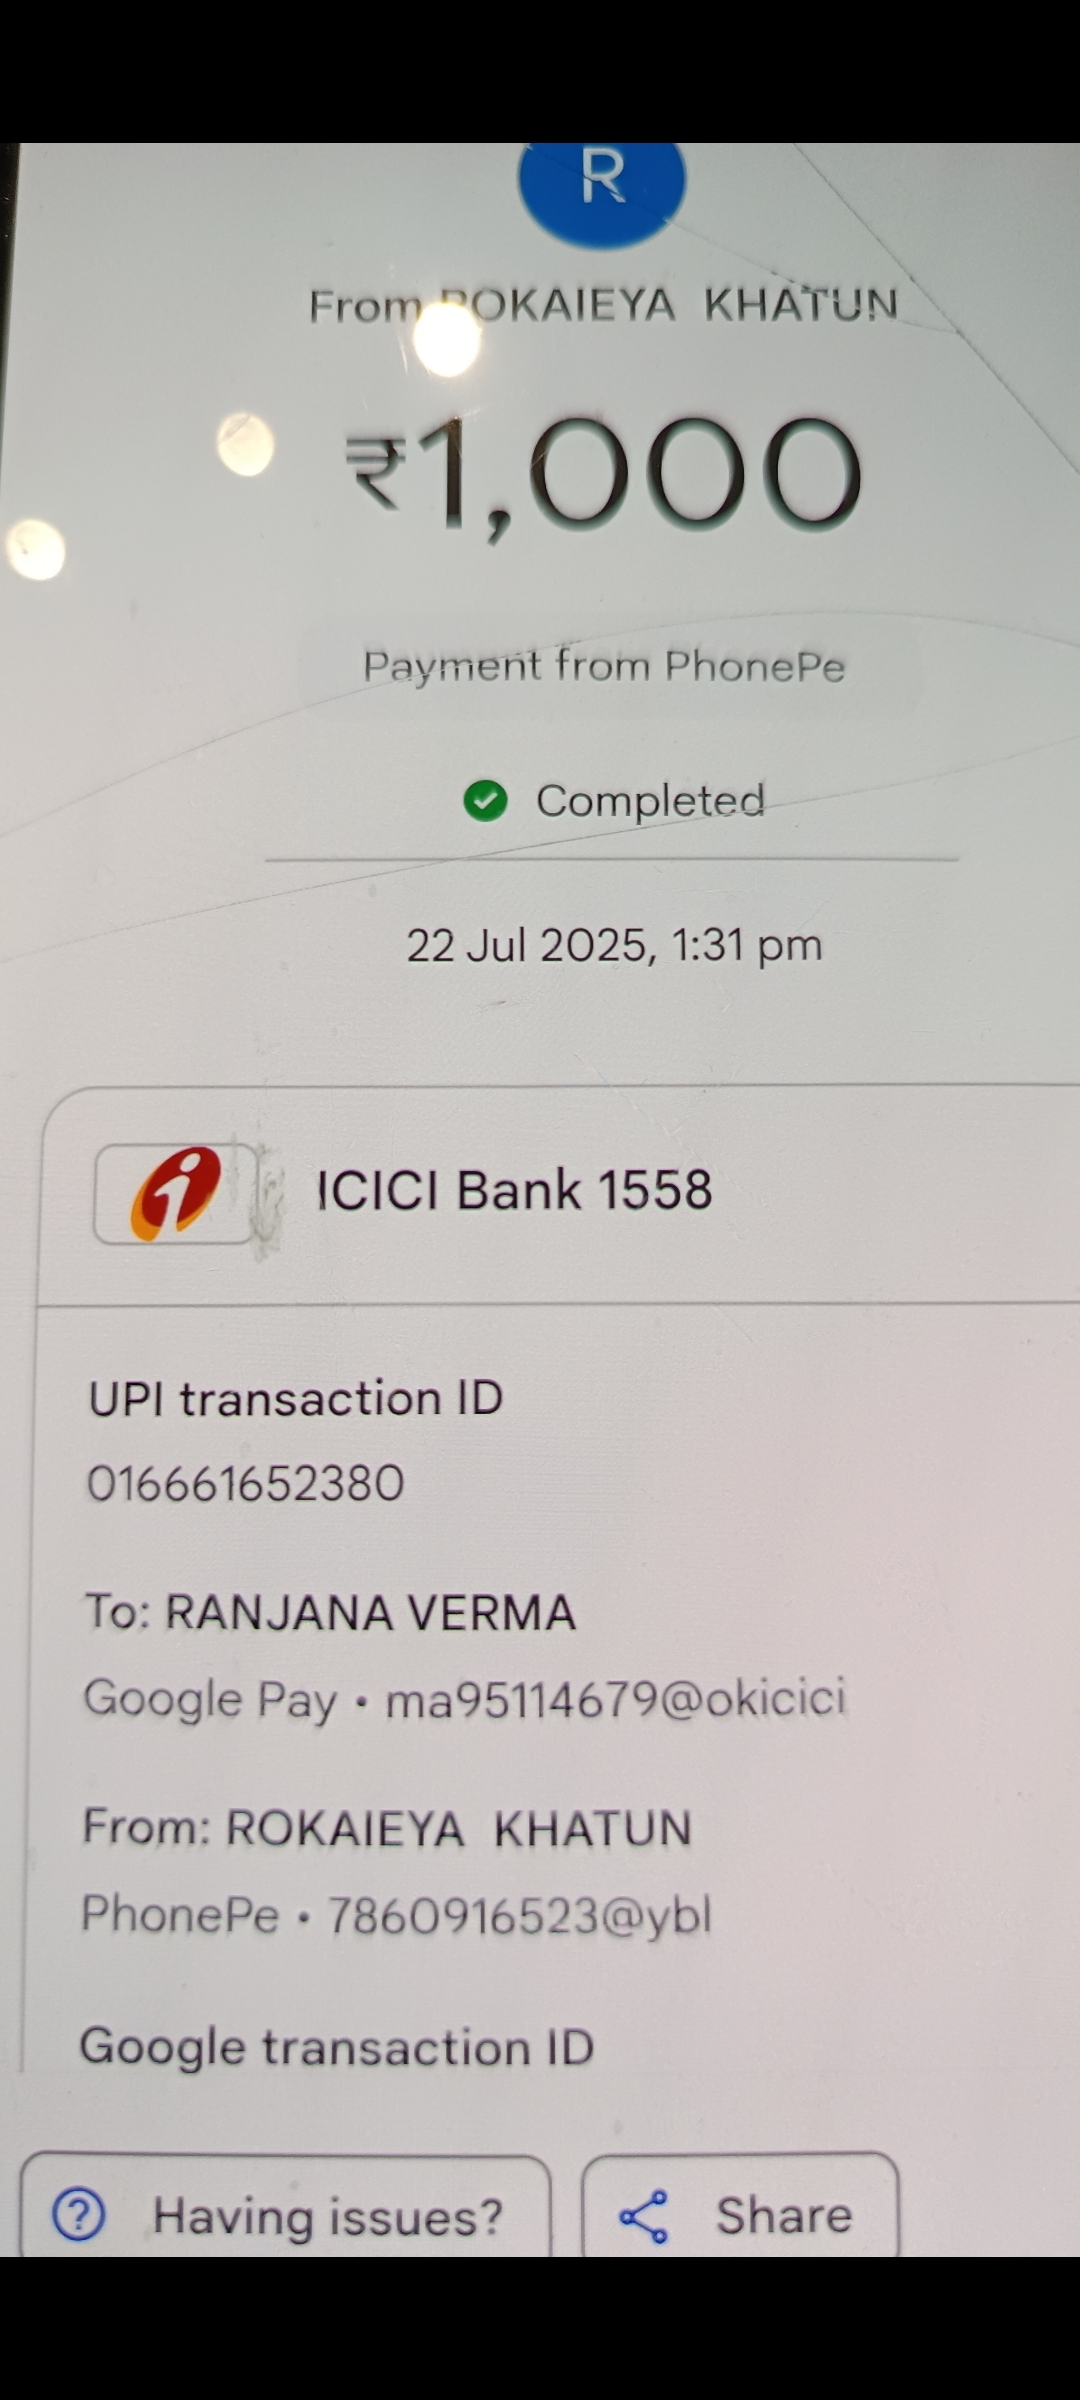 R
From ROKAIEYA KHATUN
₹1,000
Payment from PhonePe
Completed
22 Jul 2025, 1:31 pm
ICICI Bank 1558
UPI transaction ID
016661652380
To: RANJANA VERMA
Google Pay • ma95114679@okicici
From: ROKAIEYA KHATUN
PhonePe • 7860916523@ybl
Google transaction ID
Having issues?
Share